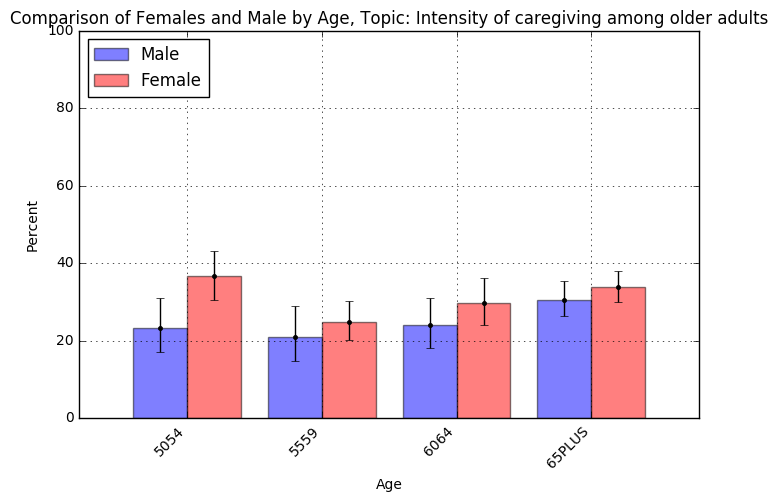 Comparison of Females and Male by Age, Topic: Intensity of caregiving among older adults
100
80
60
40
20
0
Percent
Male
Female
5054
5559
6064
65PLUS
Age